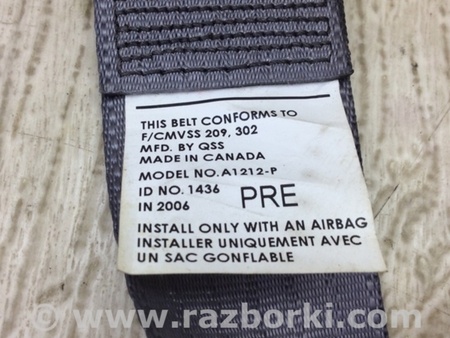 THIS BELT CONFORMS TO
F/CMVSS 209, 302
MFD. BY QSS
MADE IN CANADA
MODEL NO. A1212-P
ID NO. 1436
IN 2006
PRE
INSTALL ONLY WITH AN AIRBAG
INSTALLER UNIQUEMENT AVEC
UN SAC GONFLABLE
www.razborki.com